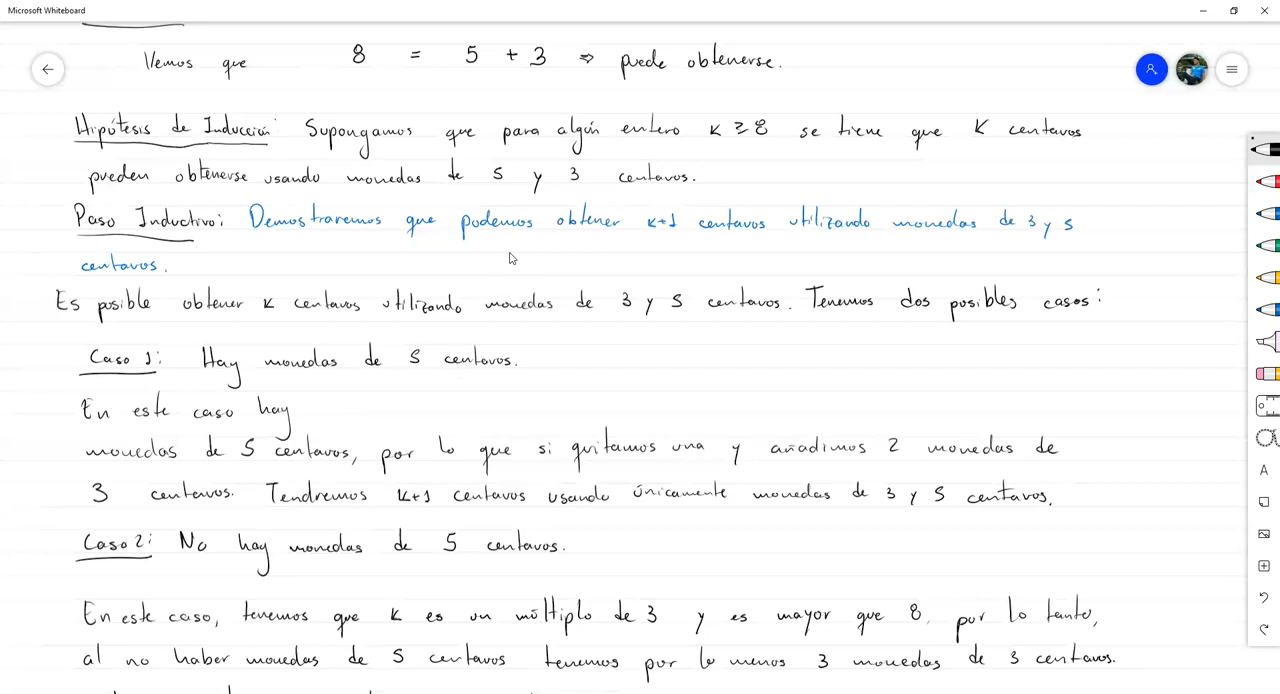 Microsoft Whiteboard
Vemos que 8 = 5 + 3 ⇒ puede obtenerse.
Hipótesis de Inducción: Supongamos que para algún entero K ≥ 8 se tiene que K centavos
pueden obtenerse usando monedas de 5 y 3 centavos.
Paso Inductivo: Demostraremos que podemos obtener K+1 centavos utilizando monedas de 3 y 5
centavos.
Es posible obtener K centavos utilizando monedas de 3 y 5 centavos. Tenemos dos posibles casos:
Caso 1: Hay monedas de 5 centavos.
En este caso hay
monedas de 5 centavos, por lo que si quitamos una y añadimos 2 monedas de
3 centavos. Tendremos K+1 centavos usando únicamente monedas de 3 y 5 centavos.
Caso 2: No hay monedas de 5 centavos.
En este caso, tenemos que K es un múltiplo de 3 y es mayor que 8, por lo tanto,
al no haber monedas de 5 centavos tenemos por lo menos 3 monedas de 3 centavos.